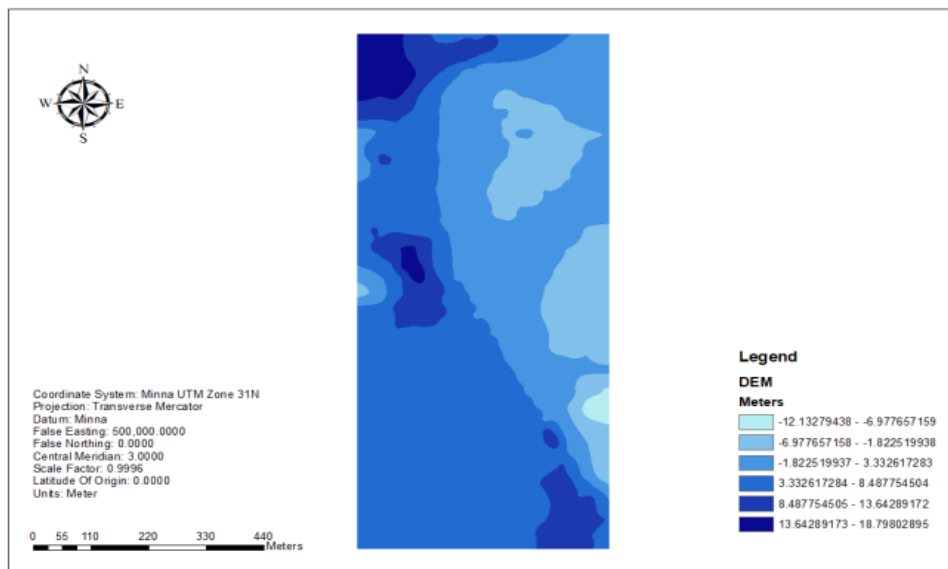 N
W E
S
Coordinate System: Minna UTM Zone 31N
Projection: Transverse Mercator
Datum: Minna
False Easting: 500,000.0000
False Northing: 0.0000
Central Meridian: 3.0000
Scale Factor: 0.9996
Latitude Of Origin: 0.0000
Units: Meter
0 55 110 220 330 440
Meters
Legend
DEM
Meters
-12.13279438 - -6.977657159
-6.977657158 - -1.822519938
-1.822519937 - 3.332617283
3.332617284 - 8.487754504
8.487754505 - 13.64289172
13.64289173 - 18.79802895